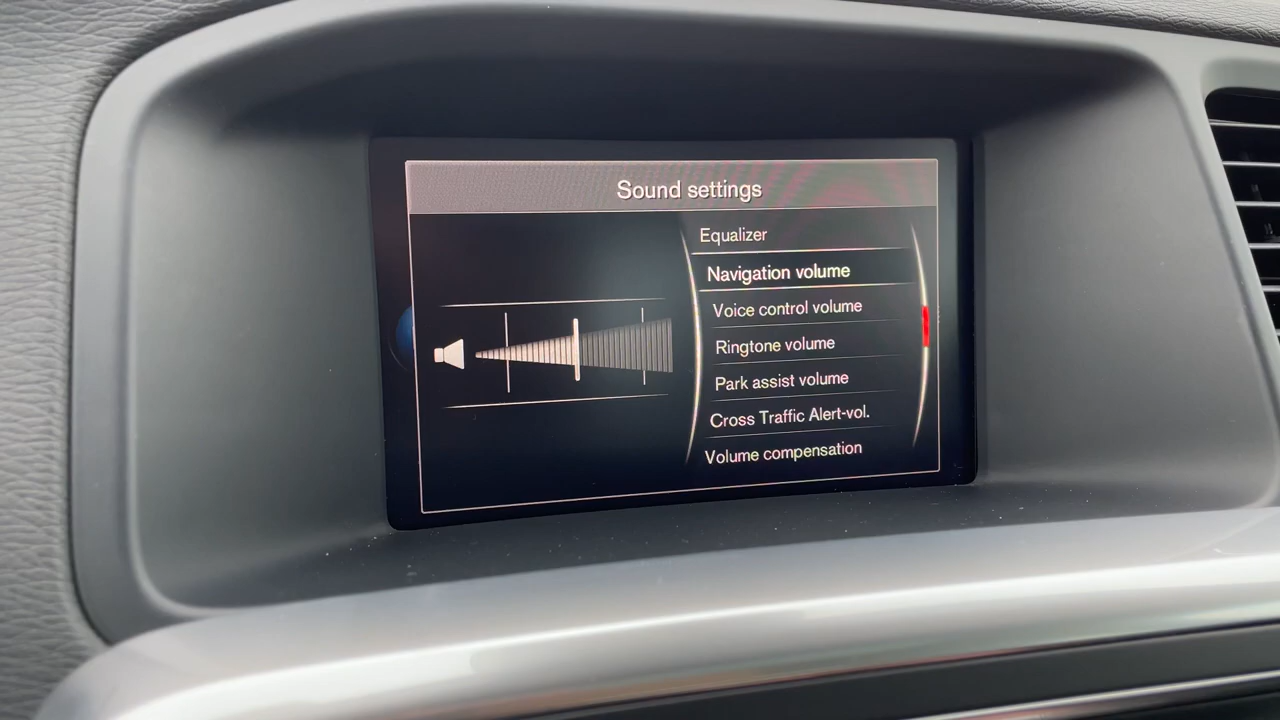 Sound settings
Equalizer
Navigation volume
Voice control volume
Ringtone volume
Park assist volume
Cross Traffic Alert-vol.
Volume compensation